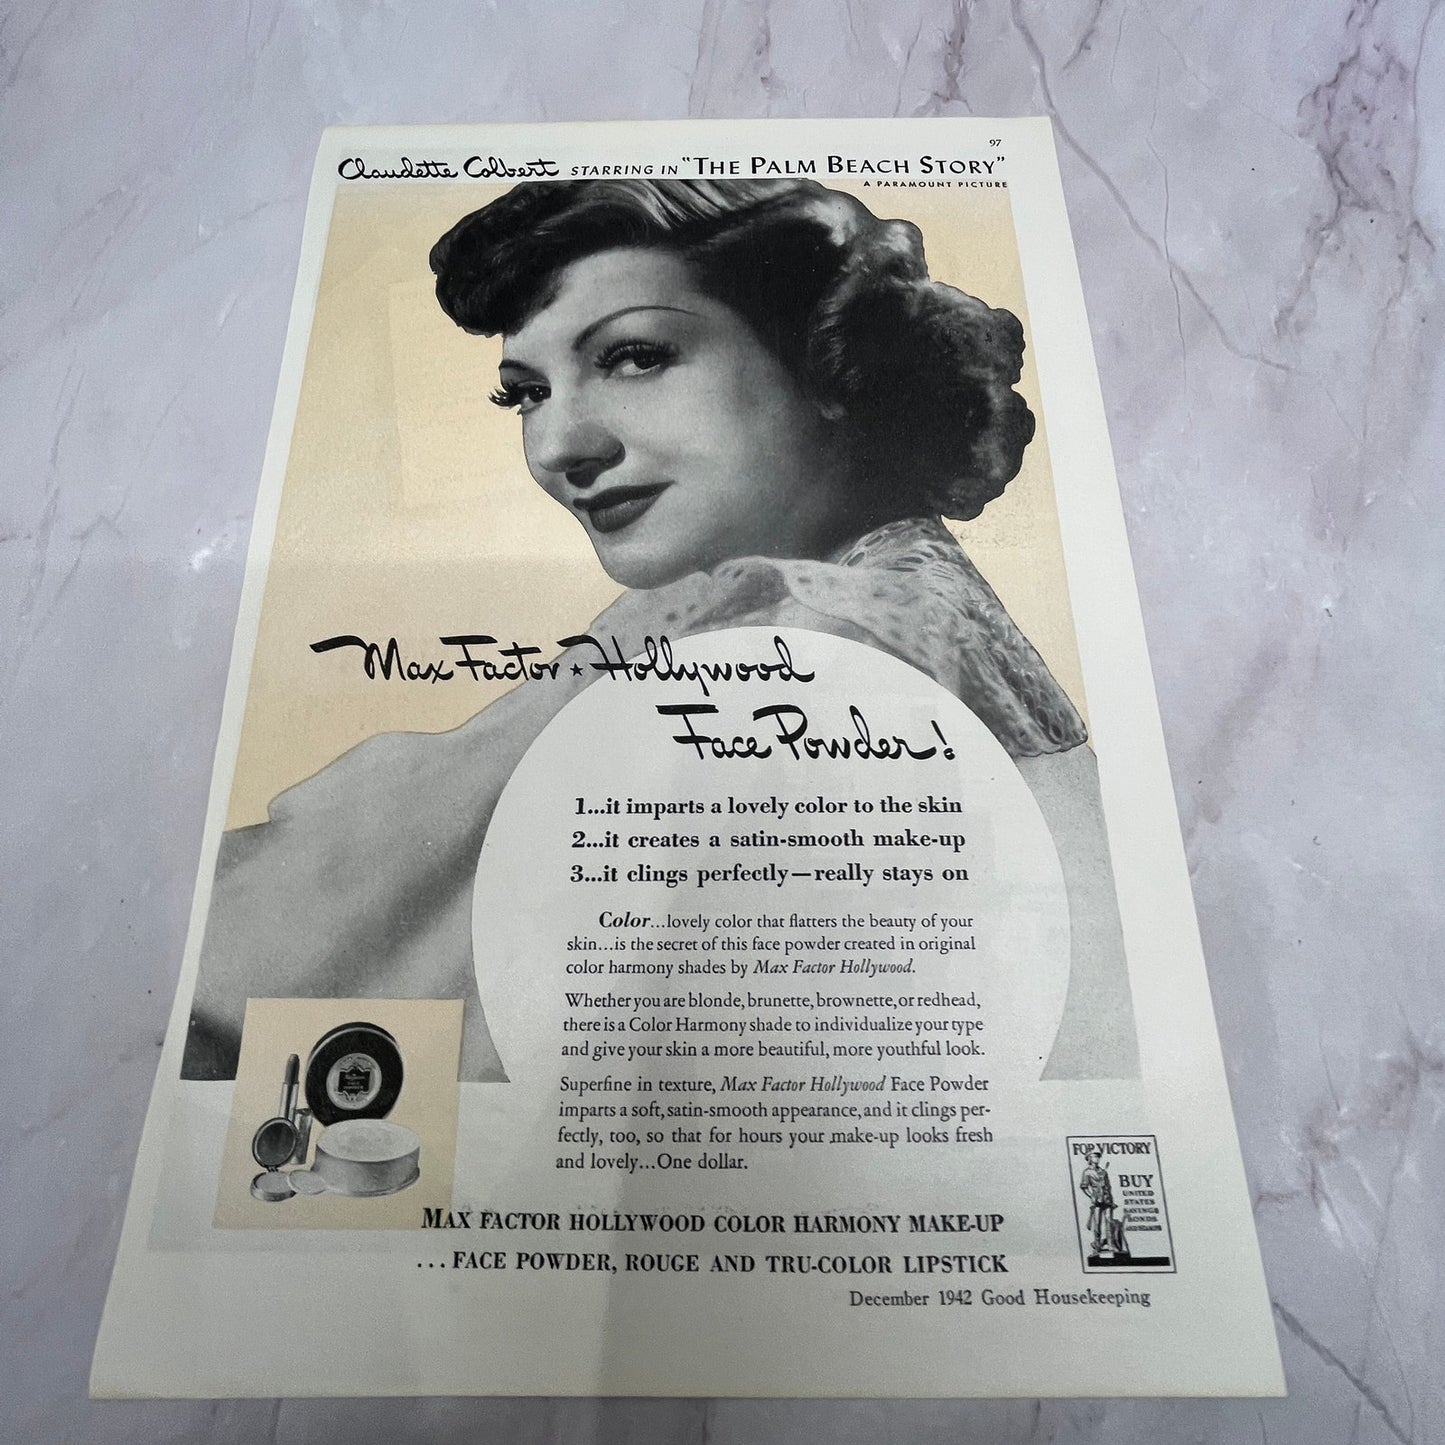 97
Claudette Colbert STARRING IN "THE PALM BEACH STORY"
A PARAMOUNT PICTURE
Max Factor ★ Hollywood
Face Powder!
1...it imparts a lovely color to the skin
2...it creates a satin-smooth make-up
3...it clings perfectly—really stays on
Color...lovely color that flatters the beauty of your
skin...is the secret of this face powder created in original
color harmony shades by Max Factor Hollywood.
Whether you are blonde, brunette, brownette, or redhead,
there is a Color Harmony shade to individualize your type
and give your skin a more beautiful, more youthful look.
Superfine in texture, Max Factor Hollywood Face Powder
imparts a soft, satin-smooth appearance, and it clings per-
fectly, too, so that for hours your make-up looks fresh
and lovely...One dollar.
FOR VICTORY
BUY
UNITED
STATES
SAVINGS
BONDS
AND STAMPS
MAX FACTOR HOLLYWOOD COLOR HARMONY MAKE-UP
...FACE POWDER, ROUGE AND TRU-COLOR LIPSTICK
December 1942 Good Housekeeping